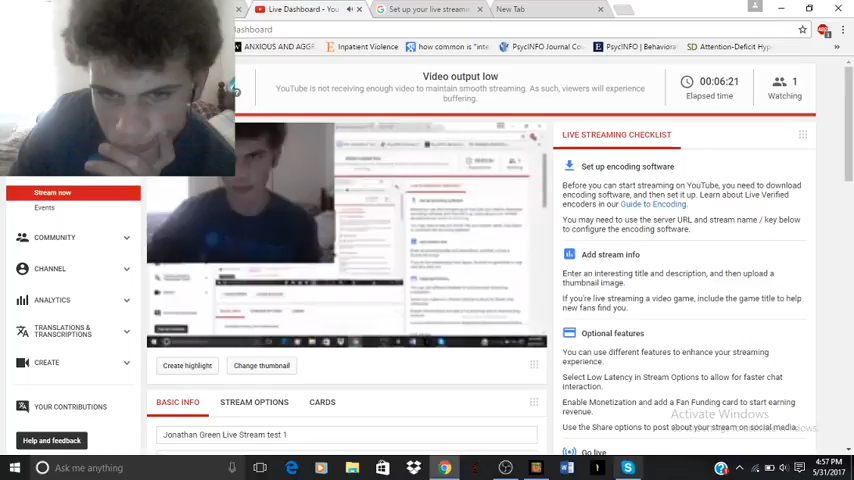 Live Dashboard - You
Set up your live streami
New Tab
dashboard
ANXIOUS AND AGGR
Inpatient Violence
how common is "inte
PsycINFO Journal Cov
PsycINFO | Behavioral
Attention-Deficit Hyp
Video output low
YouTube is not receiving enough video to maintain smooth streaming. As such, viewers will experience
buffering.
00:06:21
Elapsed time
1
Watching
Stream now
Events
COMMUNITY
CHANNEL
ANALYTICS
TRANSLATIONS &
TRANSCRIPTIONS
CREATE
YOUR CONTRIBUTIONS
Help and feedback
Create highlight
Change thumbnail
BASIC INFO
STREAM OPTIONS
CARDS
Jonathan Green Live Stream test 1
LIVE STREAMING CHECKLIST
Set up encoding software
Before you can start streaming on YouTube, you need to download
encoding software, and then set it up. Learn about Live Verified
encoders in our Guide to Encoding.
You may need to use the server URL and stream name / key below
to configure the encoding software.
Add stream info
Enter an interesting title and description, and then upload a
thumbnail image.
If you're live streaming a video game, include the game title to help
new fans find you.
Optional features
You can use different features to enhance your streaming
experience.
Select Low Latency in Stream Options to allow for faster chat
interaction.
Enable Monetization and add a Fan Funding card to start earning
revenue.
Use the Share options to post about your stream on social media.
Go live
Activate Windows
Ask me anything
4:57 PM
5/31/2017